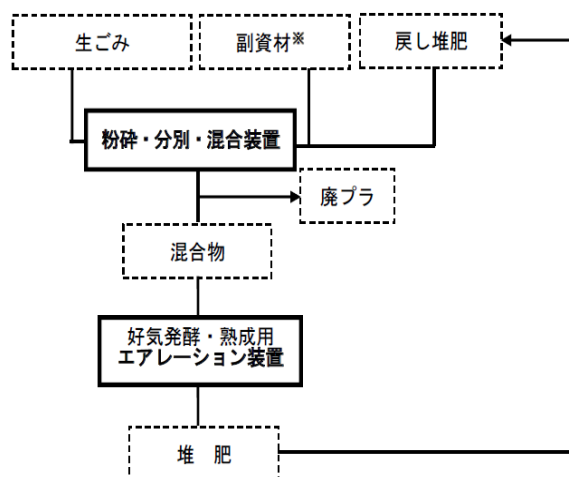 生ごみ
副資材※
戻し堆肥
粉砕・分別・混合装置
廃プラ
混合物
好気発酵・熟成用
エアレーション装置
堆　肥